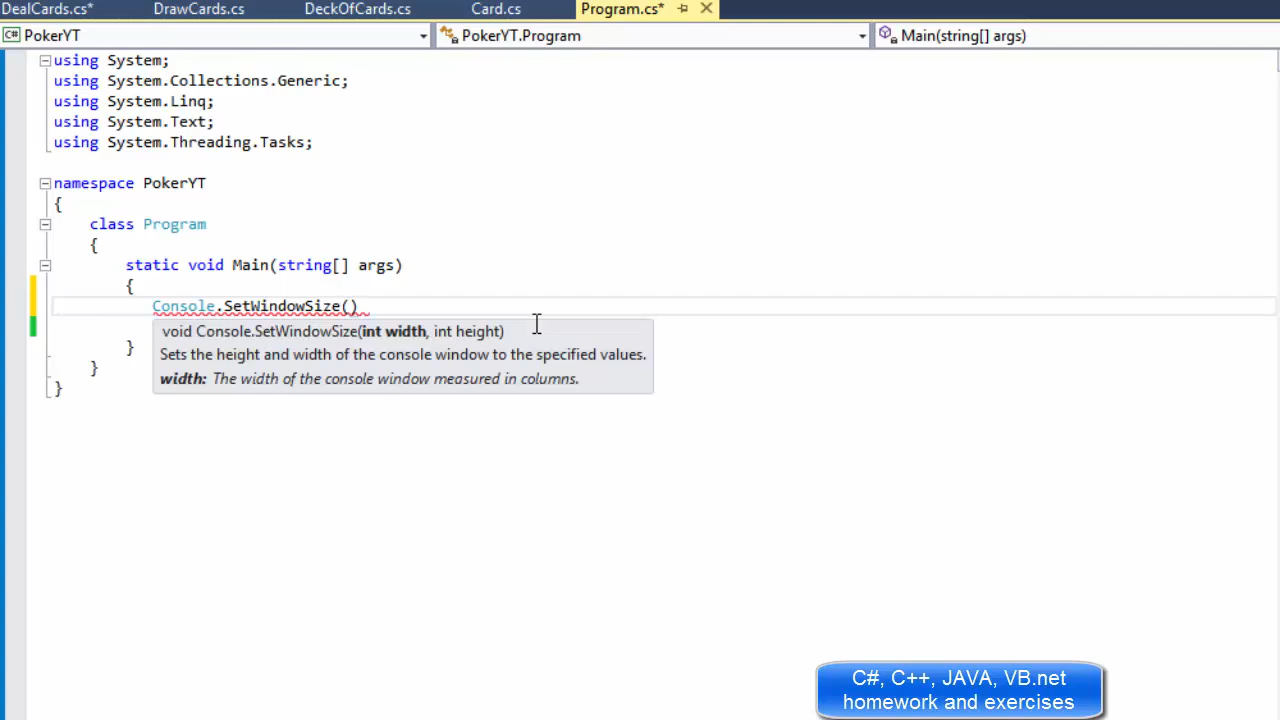 DealCards.cs* DrawCards.cs DeckOfCards.cs Card.cs Program.cs*
C# PokerYT PokerYT.Program Main(string[] args)
using System;
using System.Collections.Generic;
using System.Linq;
using System.Text;
using System.Threading.Tasks;
namespace PokerYT
{
class Program
{
static void Main(string[] args)
{
Console.SetWindowSize()
void Console.SetWindowSize(int width, int height)
Sets the height and width of the console window to the specified values.
width: The width of the console window measured in columns.
}
}
}
C#, C++, JAVA, VB.net
homework and exercises